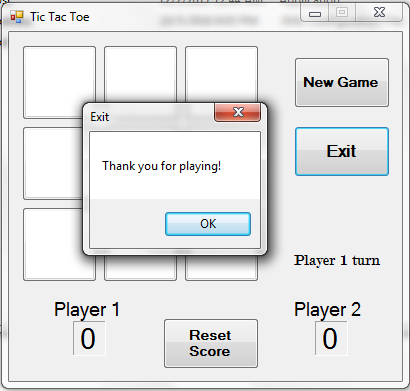 Tic Tac Toe
New Game
Exit
Exit
Thank you for playing!
OK
Player 1 turn
Player 1
0
Player 2
0
Reset
Score